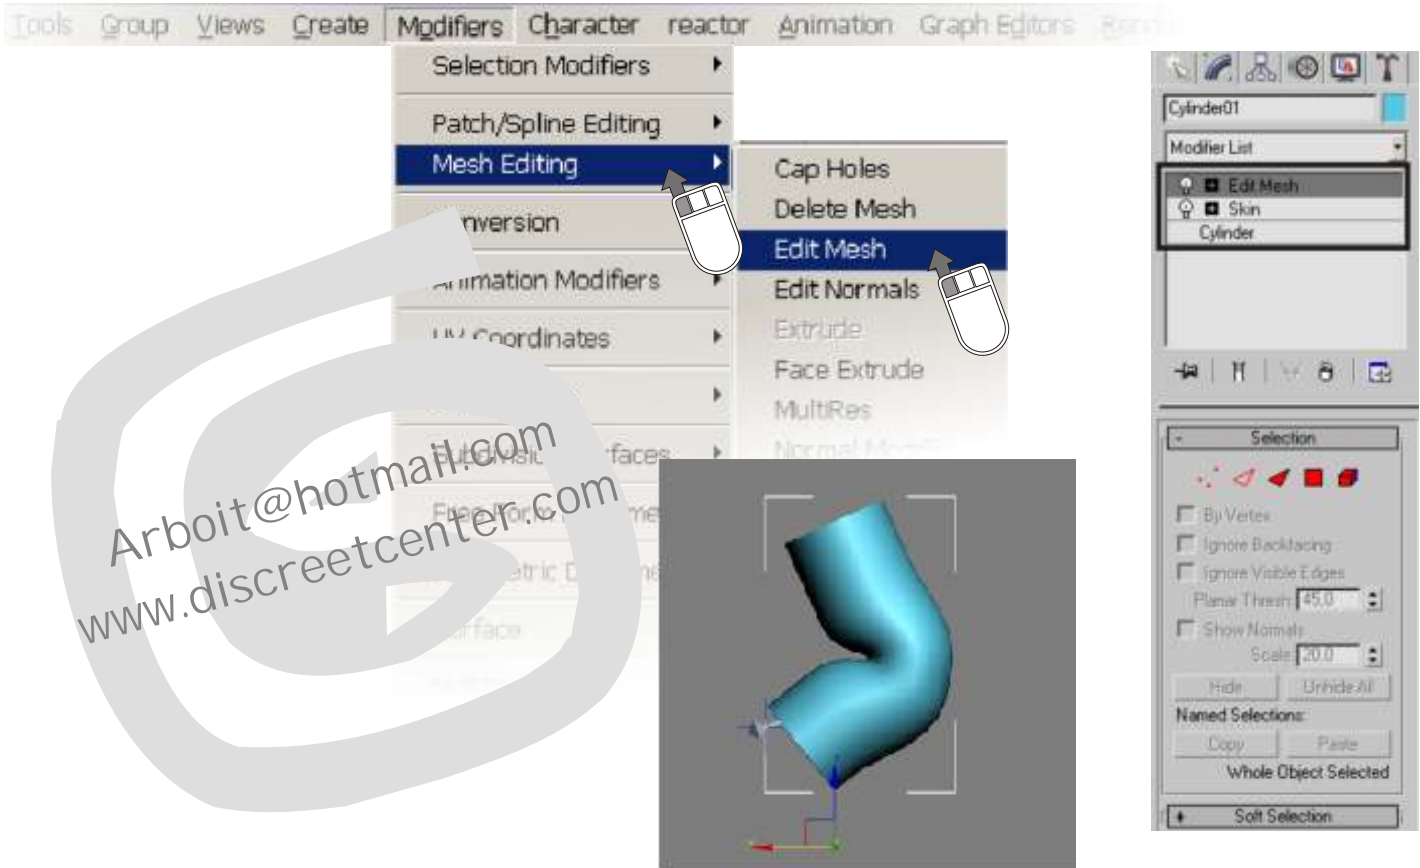 Tools Group Views Create Modifiers Character reactor Animation Graph Editors
Selection Modifiers
Patch/Spline Editing
Mesh Editing
Animation Modifiers
UV Coordinates
Cap Holes
Delete Mesh
Edit Mesh
Edit Normals
Extrude
Face Extrude
MultiRes
Arboit@hotmail.com
www.discreetcenter.com
Cylinder01
Modifier List
Edit Mesh
Skin
Cylinder
- Selection
By Vertex
Ignore Backfacing
Ignore Visible Edges
Planar Thresh: 45.0
Show Normals
Scale: 20.0
Hide Unhide All
Named Selections:
Copy Paste
Whole Object Selected
+ Soft Selection